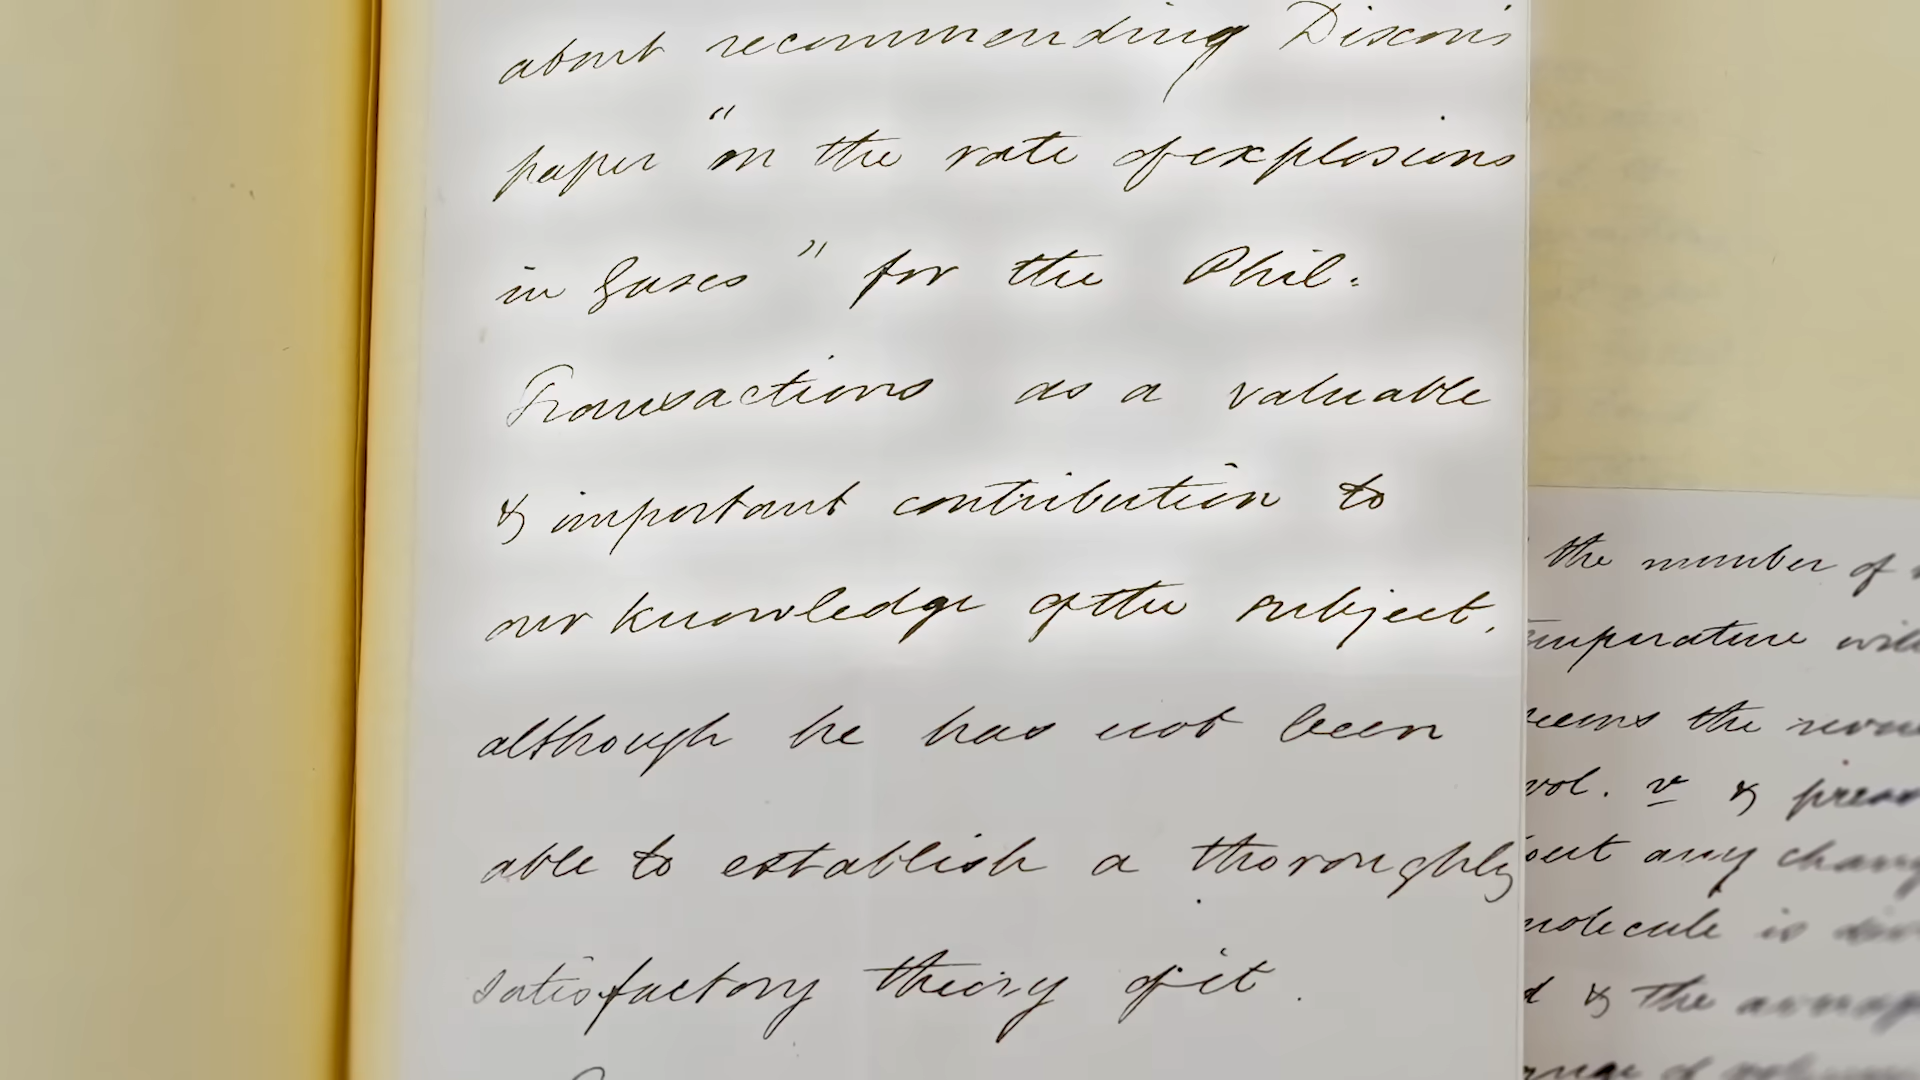 about recommending Dixon's
paper "on the rate of explosions
in Gases" for the Phil:
Transactions as a valuable
& important contribution to
our knowledge of the subject,
although he has not been
able to establish a thoroughly
satisfactory theory of it.
the number of
temperature will
seems the
vol. v &
out any
molecule is
& the average